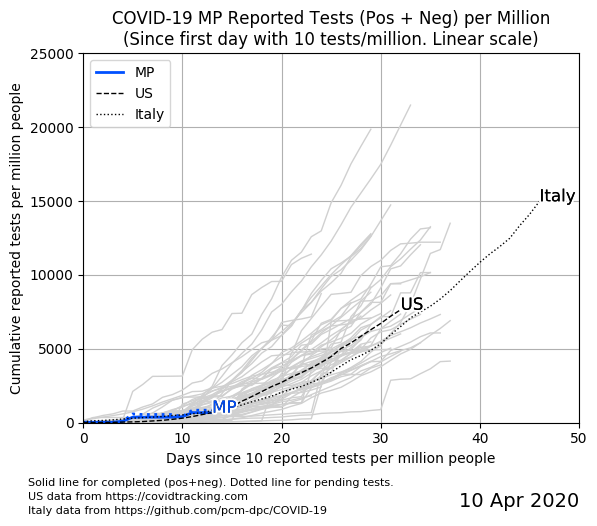 COVID-19 MP Reported Tests (Pos + Neg) per Million
(Since first day with 10 tests/million. Linear scale)
Cumulative reported tests per million people
25000
20000
15000
10000
5000
0
MP
US
Italy
Italy
US
MP
0 10 20 30 40 50
Days since 10 reported tests per million people
Solid line for completed (pos+neg). Dotted line for pending tests.
US data from https://covidtracking.com
Italy data from https://github.com/pcm-dpc/COVID-19
10 Apr 2020